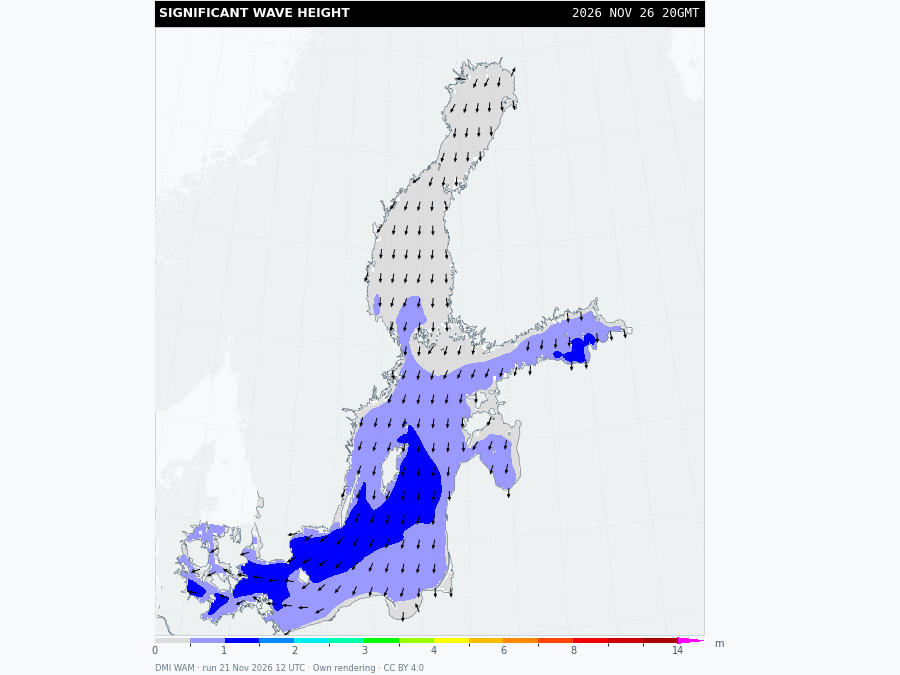 SIGNIFICANT WAVE HEIGHT 2026 NOV 26 20GMT
0 1 2 3 4 6 8 14 m
DMI WAM · run 21 Nov 2026 12 UTC · Own rendering · CC BY 4.0